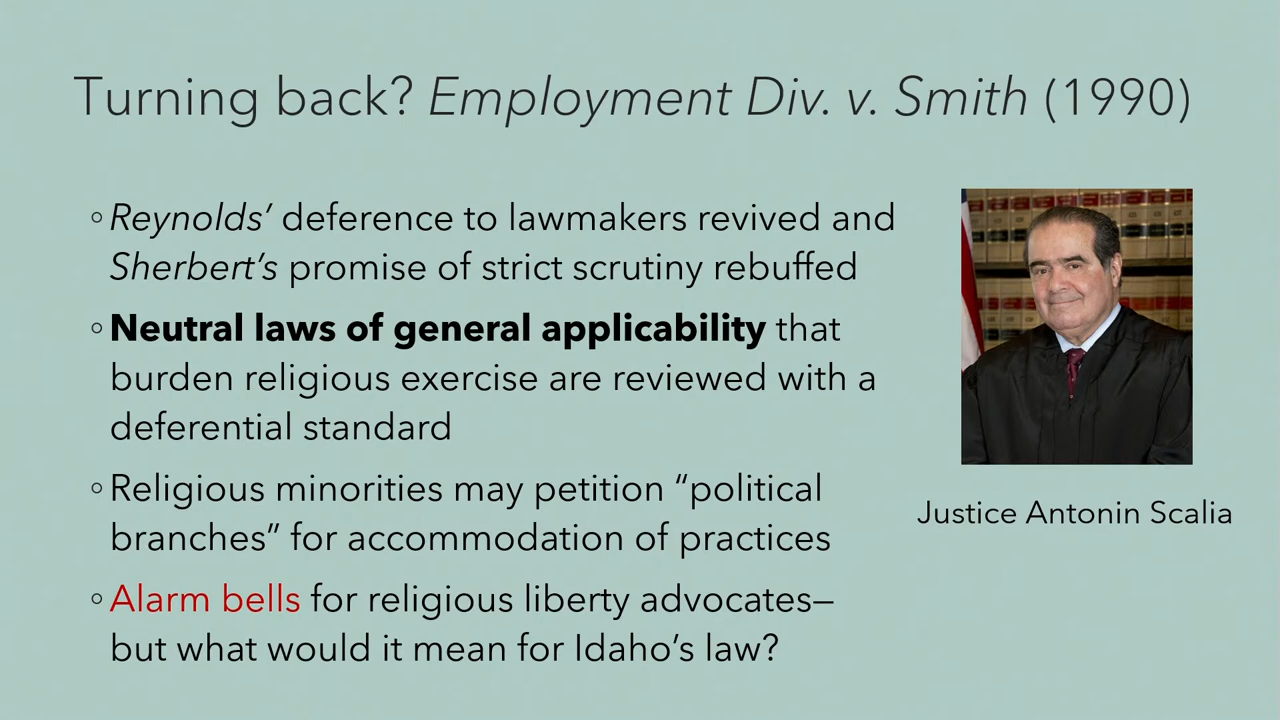 Turning back? Employment Div. v. Smith (1990)
◦Reynolds’ deference to lawmakers revived and
Sherbert’s promise of strict scrutiny rebuffed
◦Neutral laws of general applicability that
burden religious exercise are reviewed with a
deferential standard
◦Religious minorities may petition “political
branches” for accommodation of practices
◦Alarm bells for religious liberty advocates—
but what would it mean for Idaho’s law?
Justice Antonin Scalia